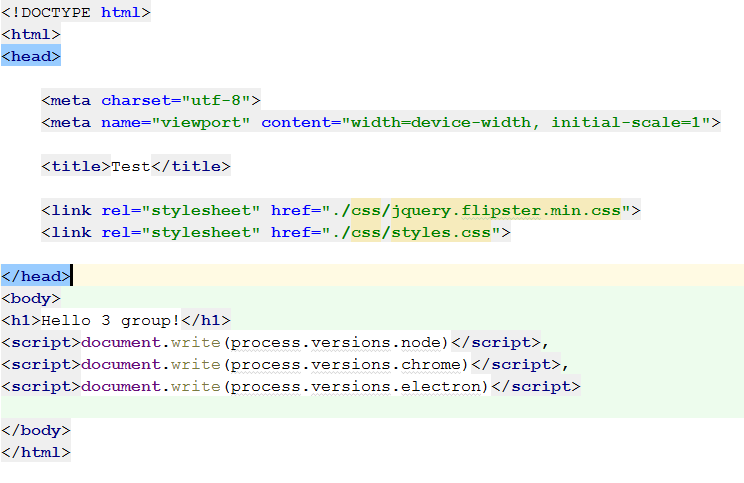 <!DOCTYPE html>
<html>
<head>
<meta charset="utf-8">
<meta name="viewport" content="width=device-width, initial-scale=1">
<title>Test</title>
<link rel="stylesheet" href="./css/jquery.flipster.min.css">
<link rel="stylesheet" href="./css/styles.css">
</head>
<body>
<h1>Hello 3 group!</h1>
<script>document.write(process.versions.node)</script>,
<script>document.write(process.versions.chrome)</script>,
<script>document.write(process.versions.electron)</script>
</body>
</html>